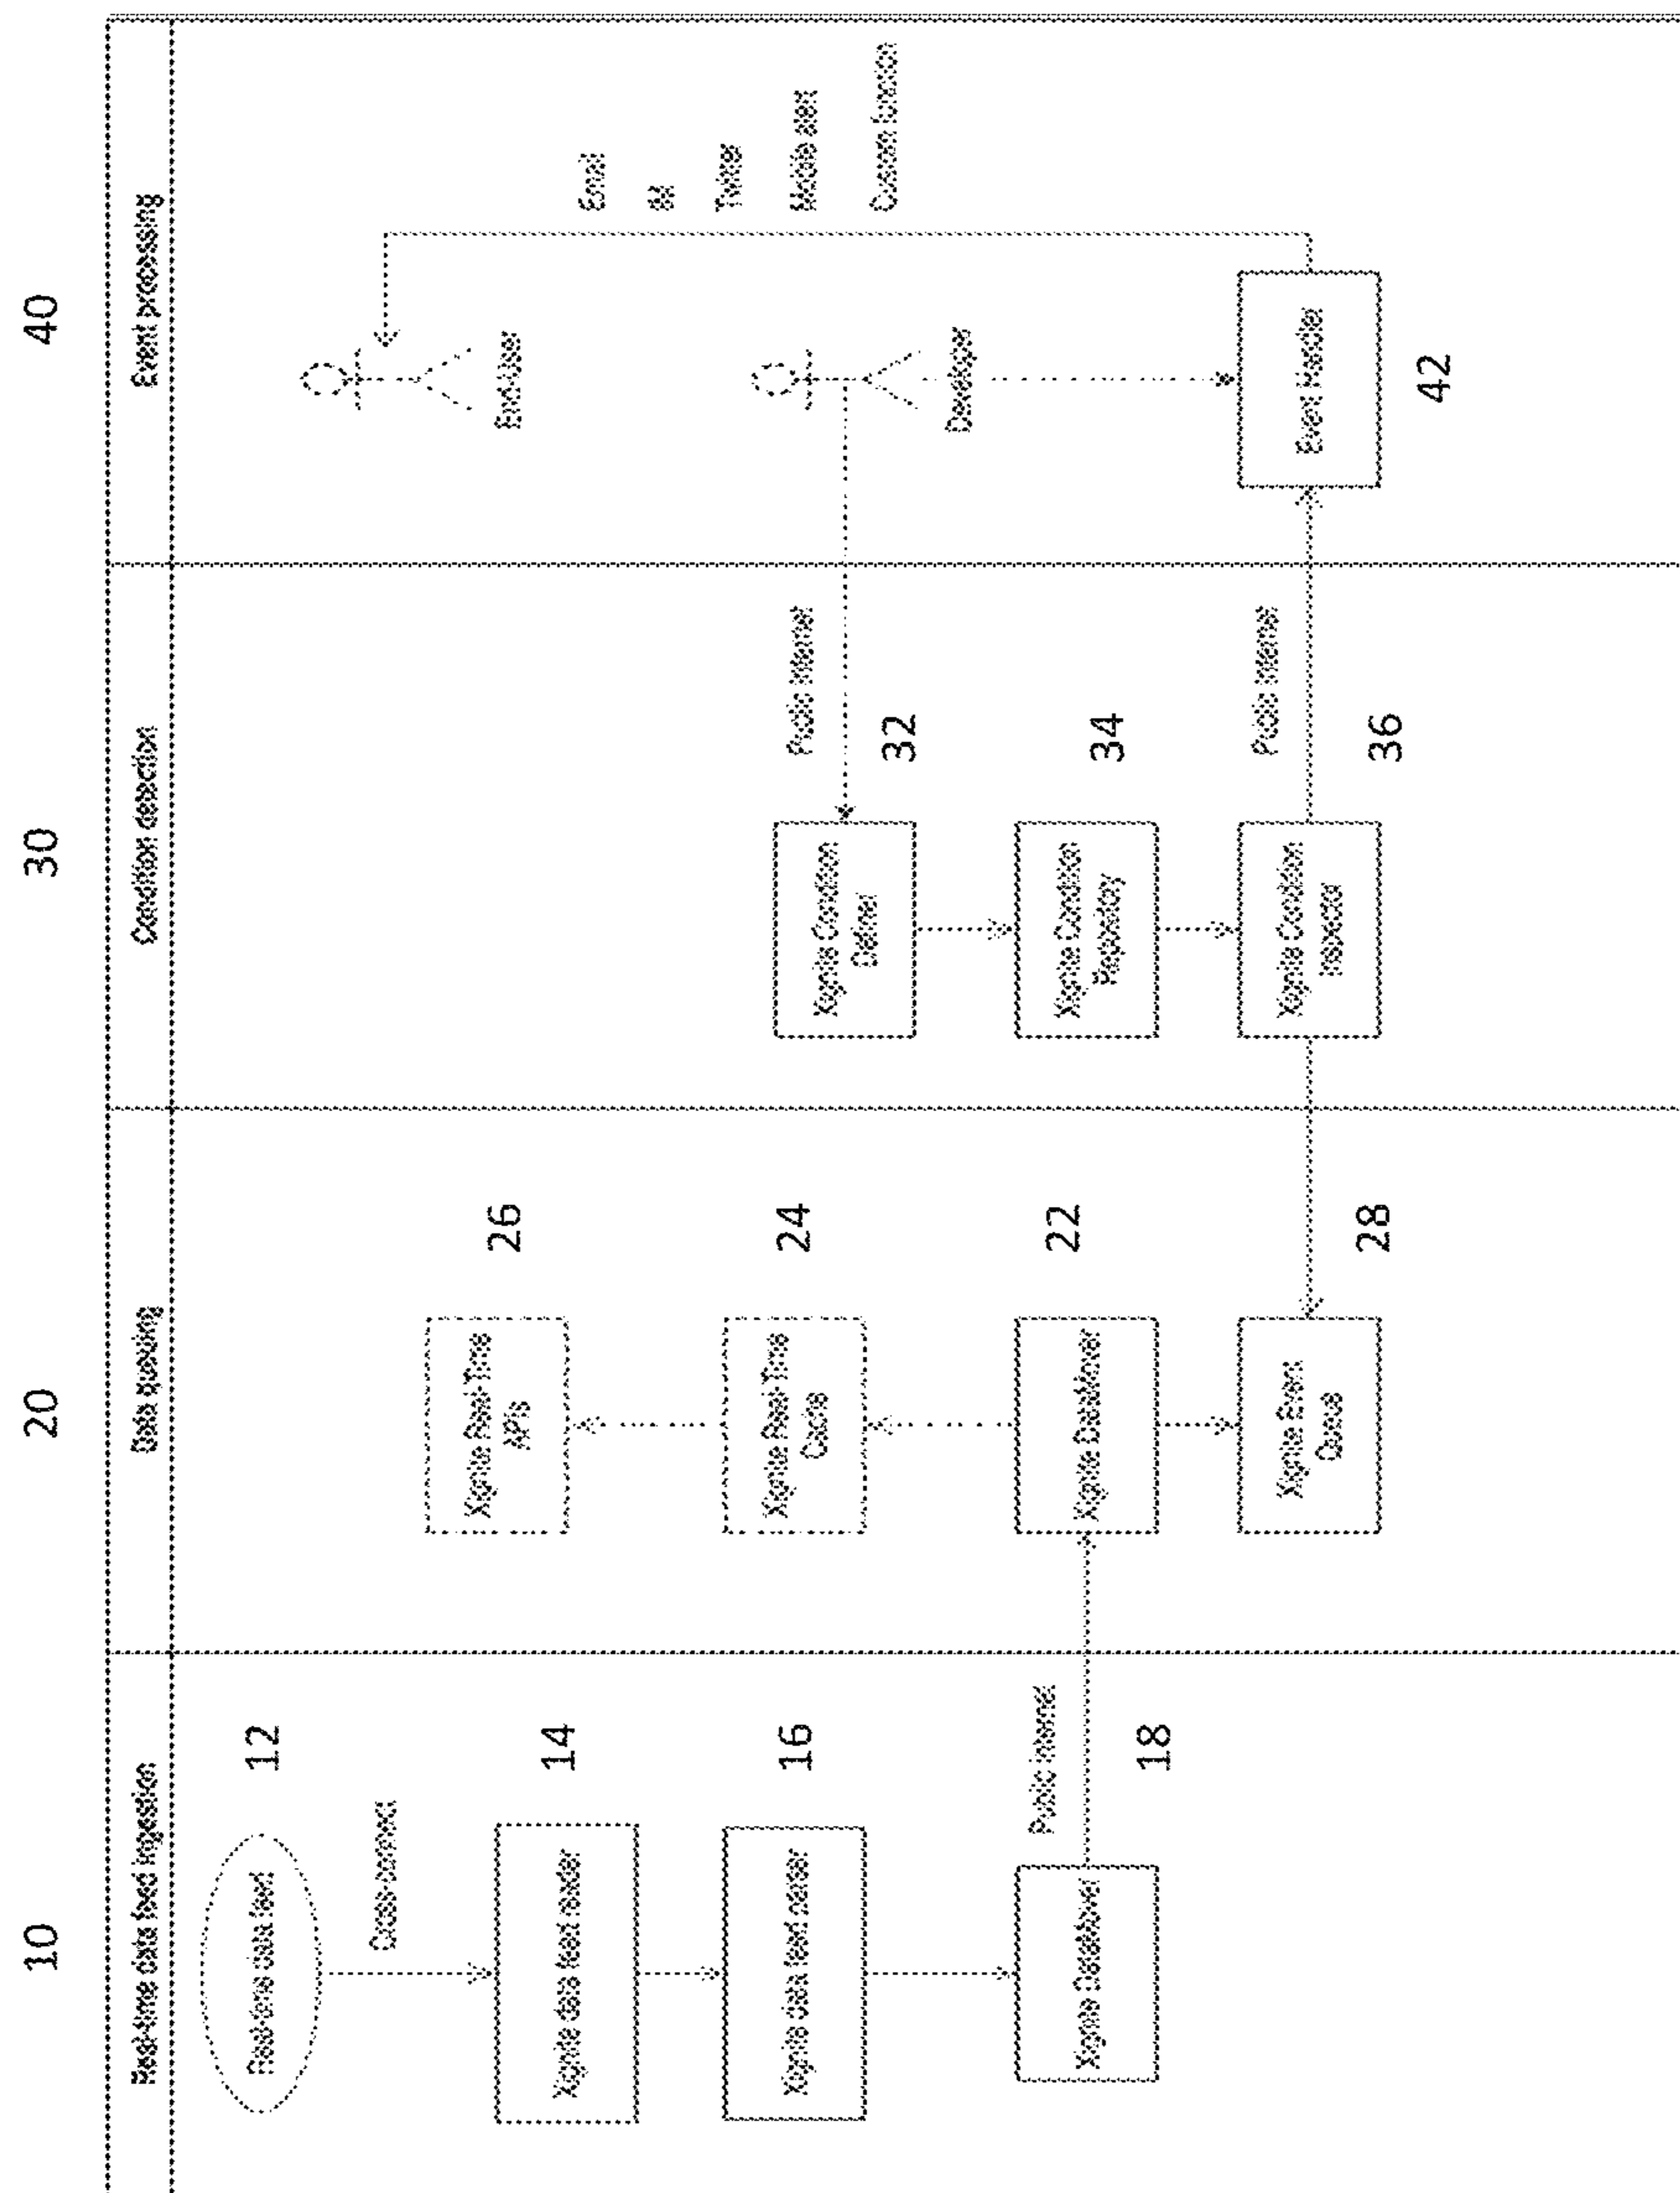 10
20
30
40
Real-time data feed ingestion
Data queuing
Condition detection
Event processing
Real-time data feed
12
Cross-connect
Xignite data feed reader
14
Xignite data feed parser
16
Xignite DataMover
18
Public internet
Xignite Real-Time
APIs
26
Xignite Real-Time
Cache
24
Xignite DataMover
22
Xignite Event
Queue
28
Xignite Condition
Definer
32
Public Internet
Xignite Condition
Repository
34
Xignite Condition
Inspector
36
Public Internet
End-User
Developer
Event Handler
42
Email
IM
Twitter
Mobile alert
Custom function